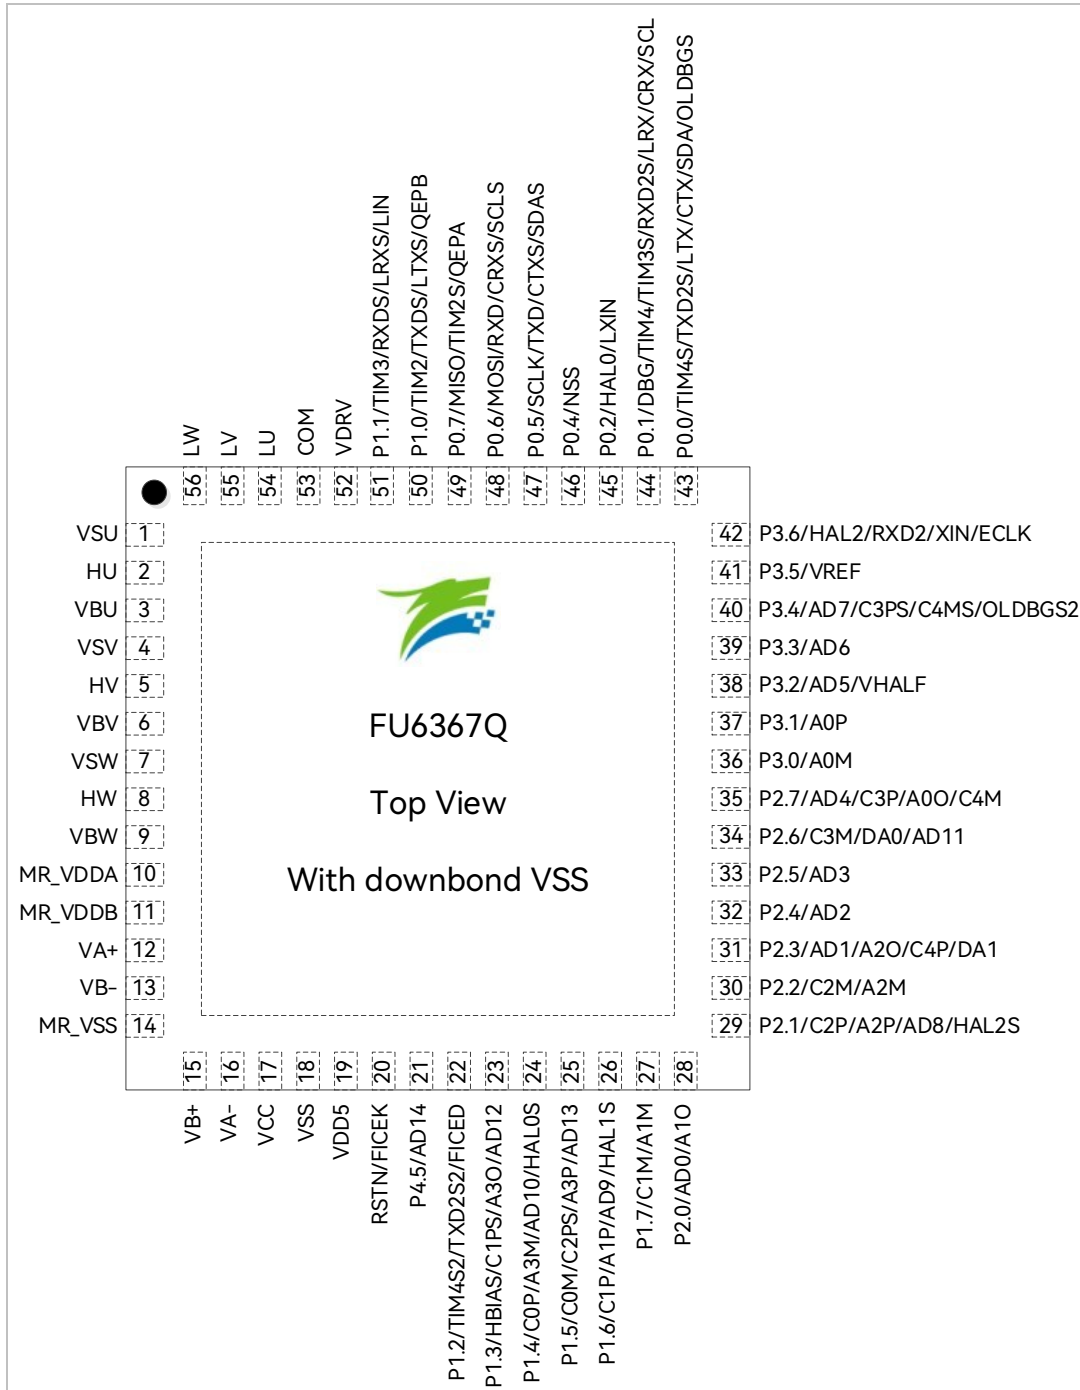 LW
LV
LU
COM
VDRV
P1.1/TIM3/RXDS/LRXS/LIN
P1.0/TIM2/TXDS/LTXS/QEPB
P0.7/MISO/TIM2S/QEPA
P0.6/MOSI/RXD/CRXS/SCLS
P0.5/SCLK/TXD/CTXS/SDAS
P0.4/NSS
P0.2/HAL0/LXIN
P0.1/DBG/TIM4/TIM3S/RXD2S/LRX/CRX/SCL
P0.0/TIM4S/TXD2S/LTX/CTX/SDA/OLDBGS
56 55 54 53 52 51 50 49 48 47 46 45 44 43
VSU 1
HU 2
VBU 3
VSV 4
HV 5
VBV 6
VSW 7
HW 8
VBW 9
MR_VDDA 10
MR_VDDB 11
VA+ 12
VB- 13
MR_VSS 14
FU6367Q
Top View
With downbond VSS
42 P3.6/HAL2/RXD2/XIN/ECLK
41 P3.5/VREF
40 P3.4/AD7/C3PS/C4MS/OLDBGS2
39 P3.3/AD6
38 P3.2/AD5/VHALF
37 P3.1/A0P
36 P3.0/A0M
35 P2.7/AD4/C3P/A0O/C4M
34 P2.6/C3M/DA0/AD11
33 P2.5/AD3
32 P2.4/AD2
31 P2.3/AD1/A2O/C4P/DA1
30 P2.2/C2M/A2M
29 P2.1/C2P/A2P/AD8/HAL2S
15 16 17 18 19 20 21 22 23 24 25 26 27 28
VB+
VA-
VCC
VSS
VDD5
RSTN/FICEK
P4.5/AD14
P1.2/TIM4S2/TXD2S2/FICED
P1.3/HBIAS/C1PS/A3O/AD12
P1.4/C0P/A3M/AD10/HAL0S
P1.5/C0M/C2PS/A3P/AD13
P1.6/C1P/A1P/AD9/HAL1S
P1.7/C1M/A1M
P2.0/AD0/A1O